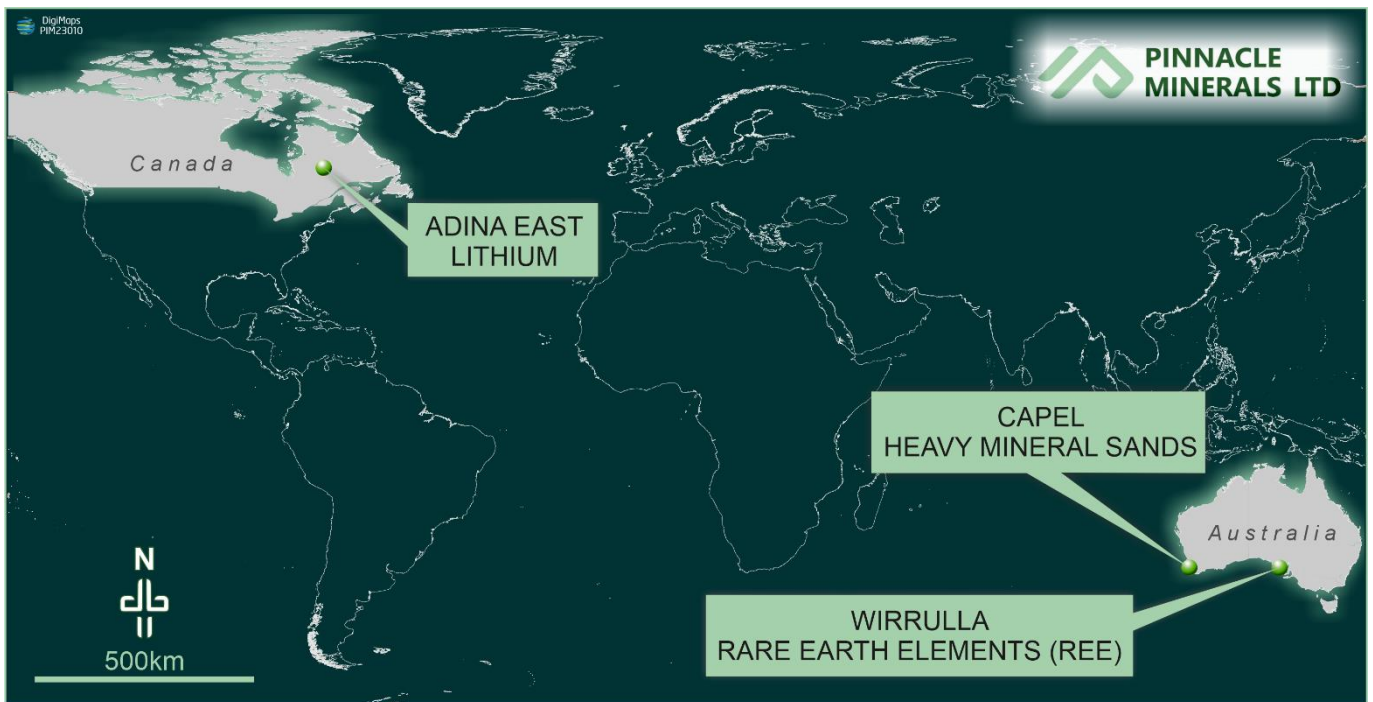 DigiMaps
PIM23010
PINNACLE
MINERALS LTD
Canada
ADINA EAST
LITHIUM
CAPEL
HEAVY MINERAL SANDS
Australia
WIRRULLA
RARE EARTH ELEMENTS (REE)
N
500km